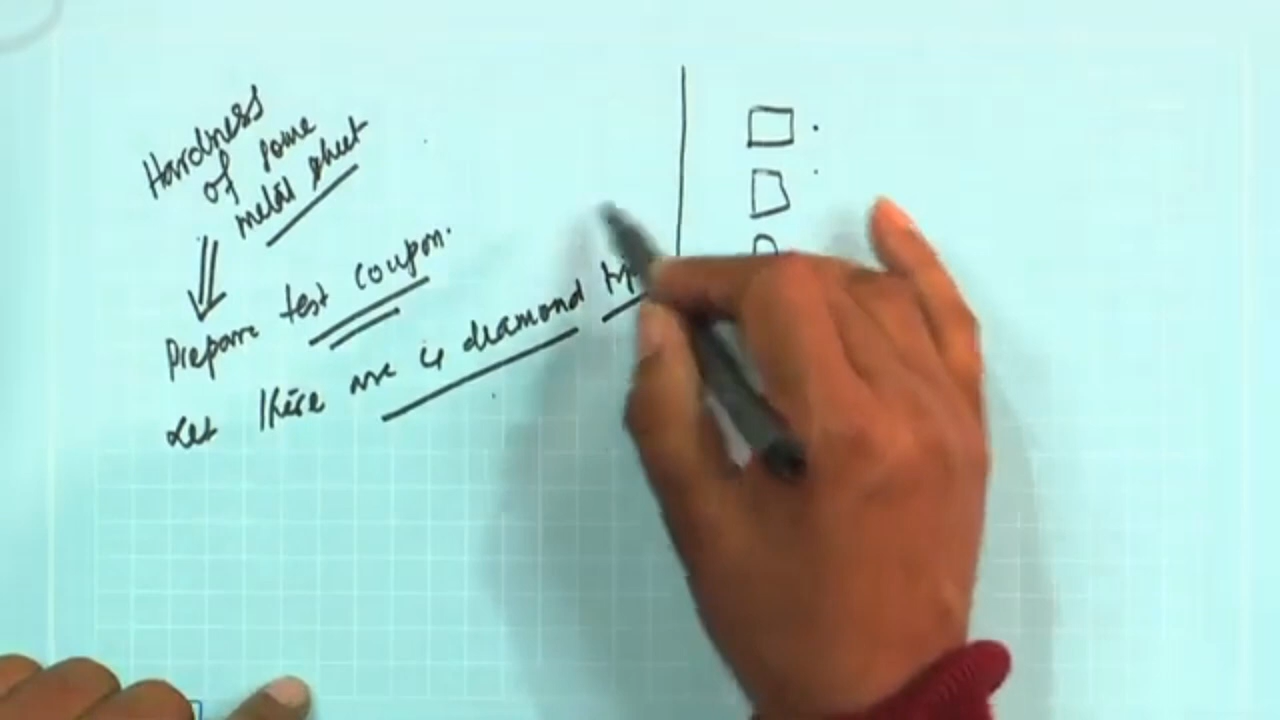 Hardness
of some
metal sheet
Prepare test coupon.
Let there are 4 diamond